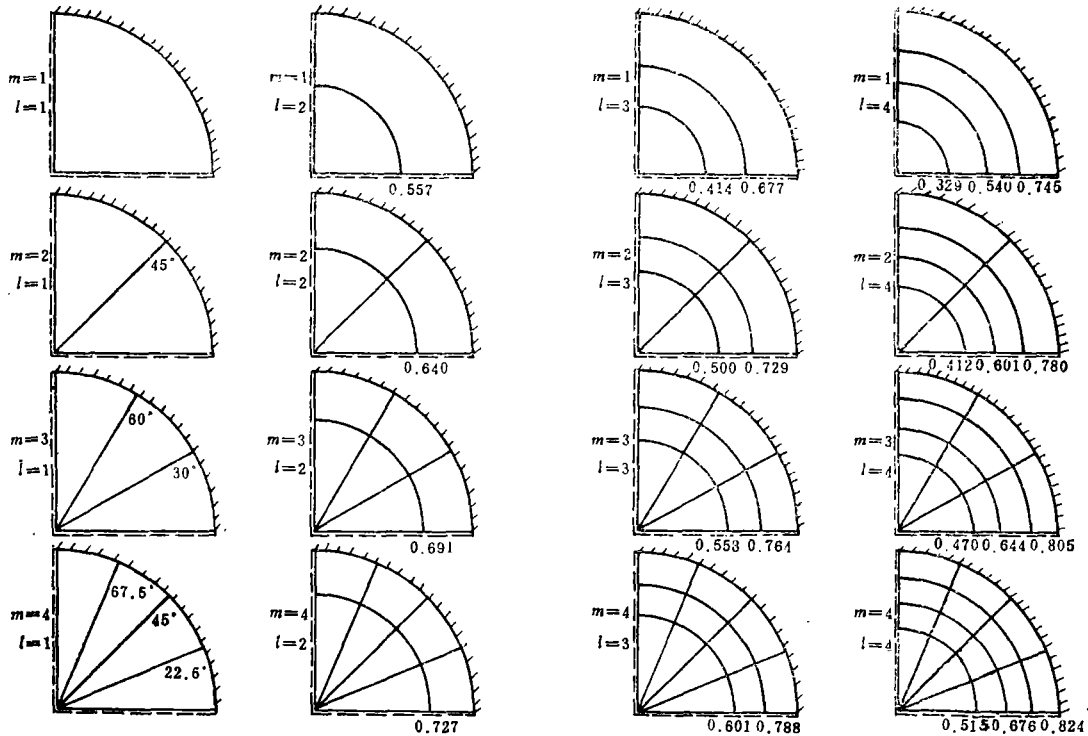 m=1
l=1
m=1
l=2
0.557
m=1
l=3
0.414 0.677
m=1
l=4
0.329 0.540 0.745
m=2
l=1
45°
m=2
l=2
0.640
m=2
l=3
0.500 0.729
m=2
l=4
0.412 0.601 0.780
m=3
l=1
60°
30°
m=3
l=2
0.691
m=3
l=3
0.553 0.764
m=3
l=4
0.470 0.644 0.805
m=4
l=1
67.5°
45°
22.5°
m=4
l=2
0.727
m=4
l=3
0.601 0.788
m=4
l=4
0.676 0.824